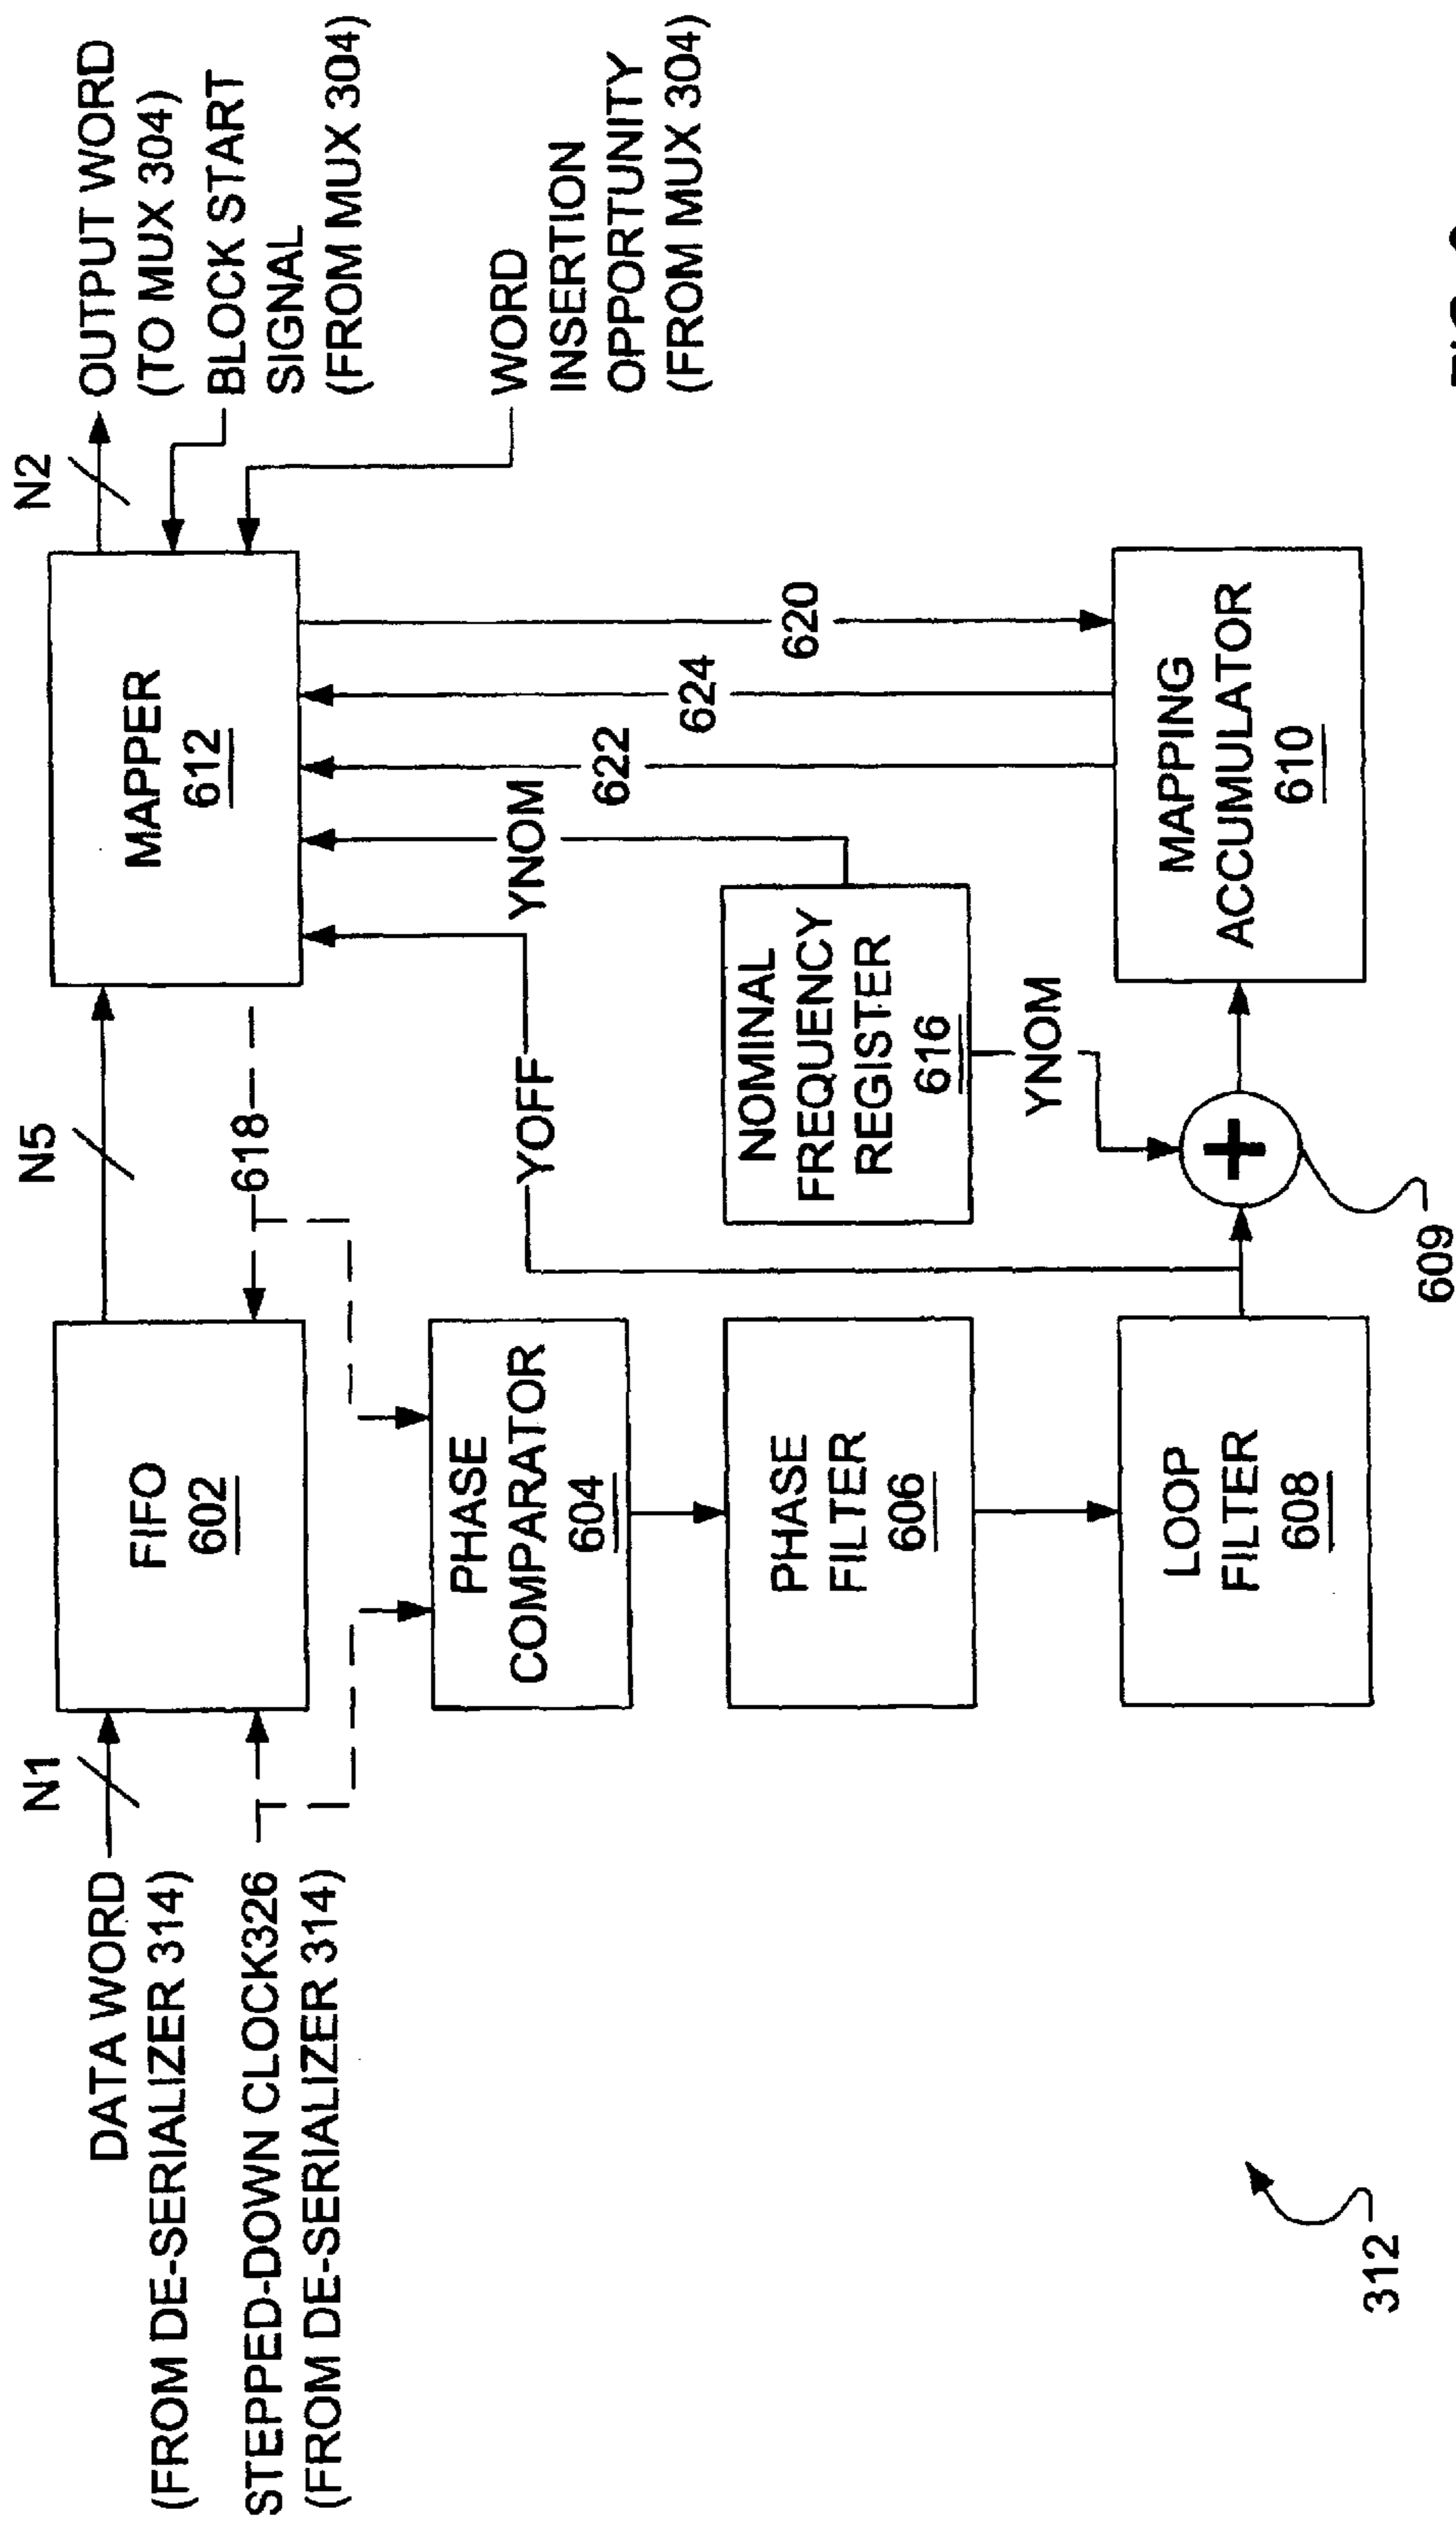 DATA WORD
(FROM DE-SERIALIZER 314)
STEPPED-DOWN CLOCK326
(FROM DE-SERIALIZER 314)
N1
FIFO
602
N5
618
MAPPER
612
N2
OUTPUT WORD
(TO MUX 304)
BLOCK START
SIGNAL
(FROM MUX 304)
WORD
INSERTION
OPPORTUNITY
(FROM MUX 304)
PHASE
COMPARATOR
604
PHASE
FILTER
606
LOOP
FILTER
608
YOFF
YNOM
622
624
620
NOMINAL
FREQUENCY
REGISTER
616
YNOM
+
609
MAPPING
ACCUMULATOR
610
312